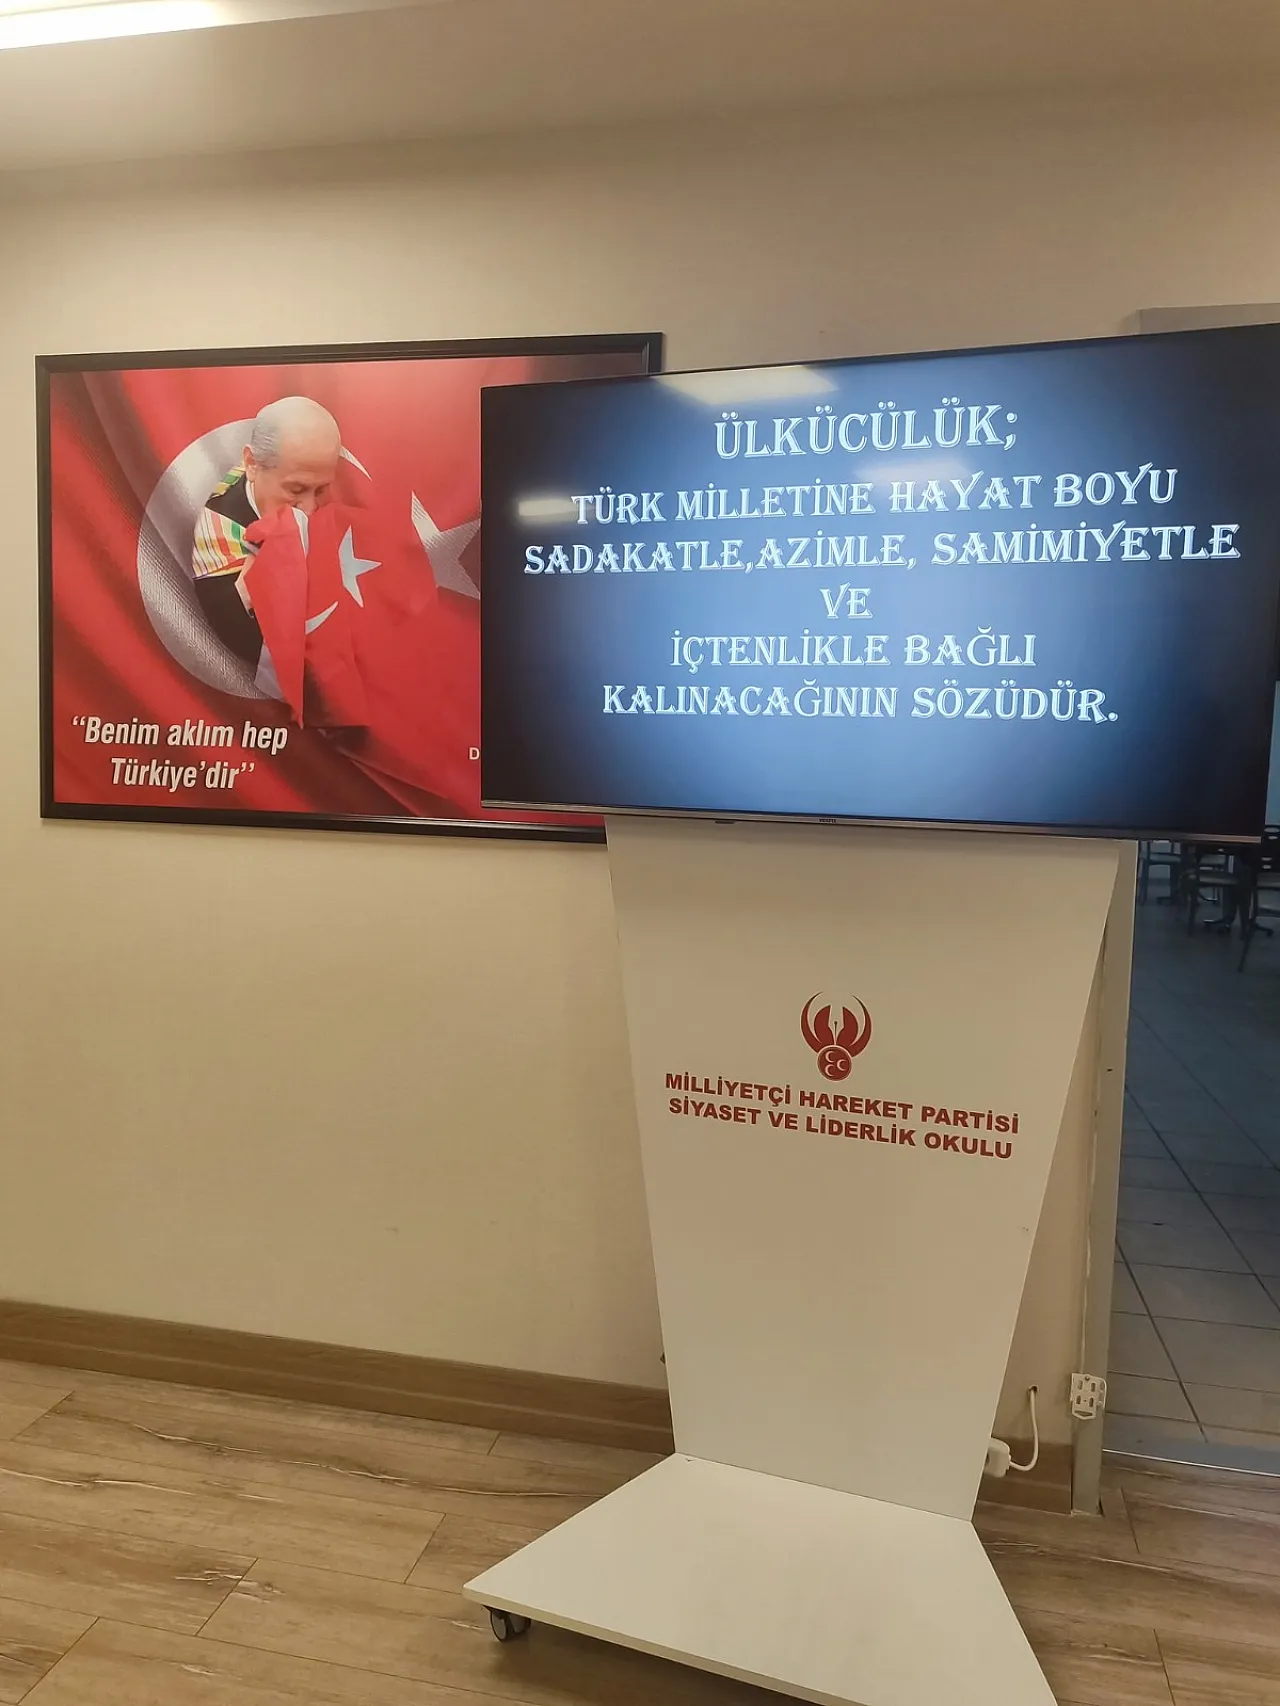 "Benim aklım hep
Türkiye'dir"
D
ÜLKÜCÜLÜK;
TÜRK MİLLETİNE HAYAT BOYU
SADAKATLE,AZİMLE, SAMİMİYETLE
VE
İÇTENLİKLE BAĞLI
KALINACAĞININ SÖZÜDÜR.
MİLLİYETÇİ HAREKET PARTİSİ
SİYASET VE LİDERLİK OKULU